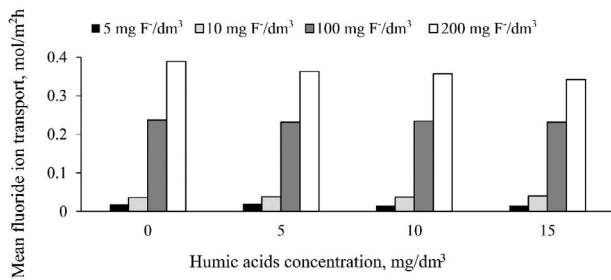 ■ 5 mg F⁻/dm³ ■ 10 mg F⁻/dm³ ■ 100 mg F⁻/dm³ □ 200 mg F⁻/dm³
Mean fluoride ion transport, mol/m²h
0.4
0.3
0.2
0.1
0
0 5 10 15
Humic acids concentration, mg/dm³